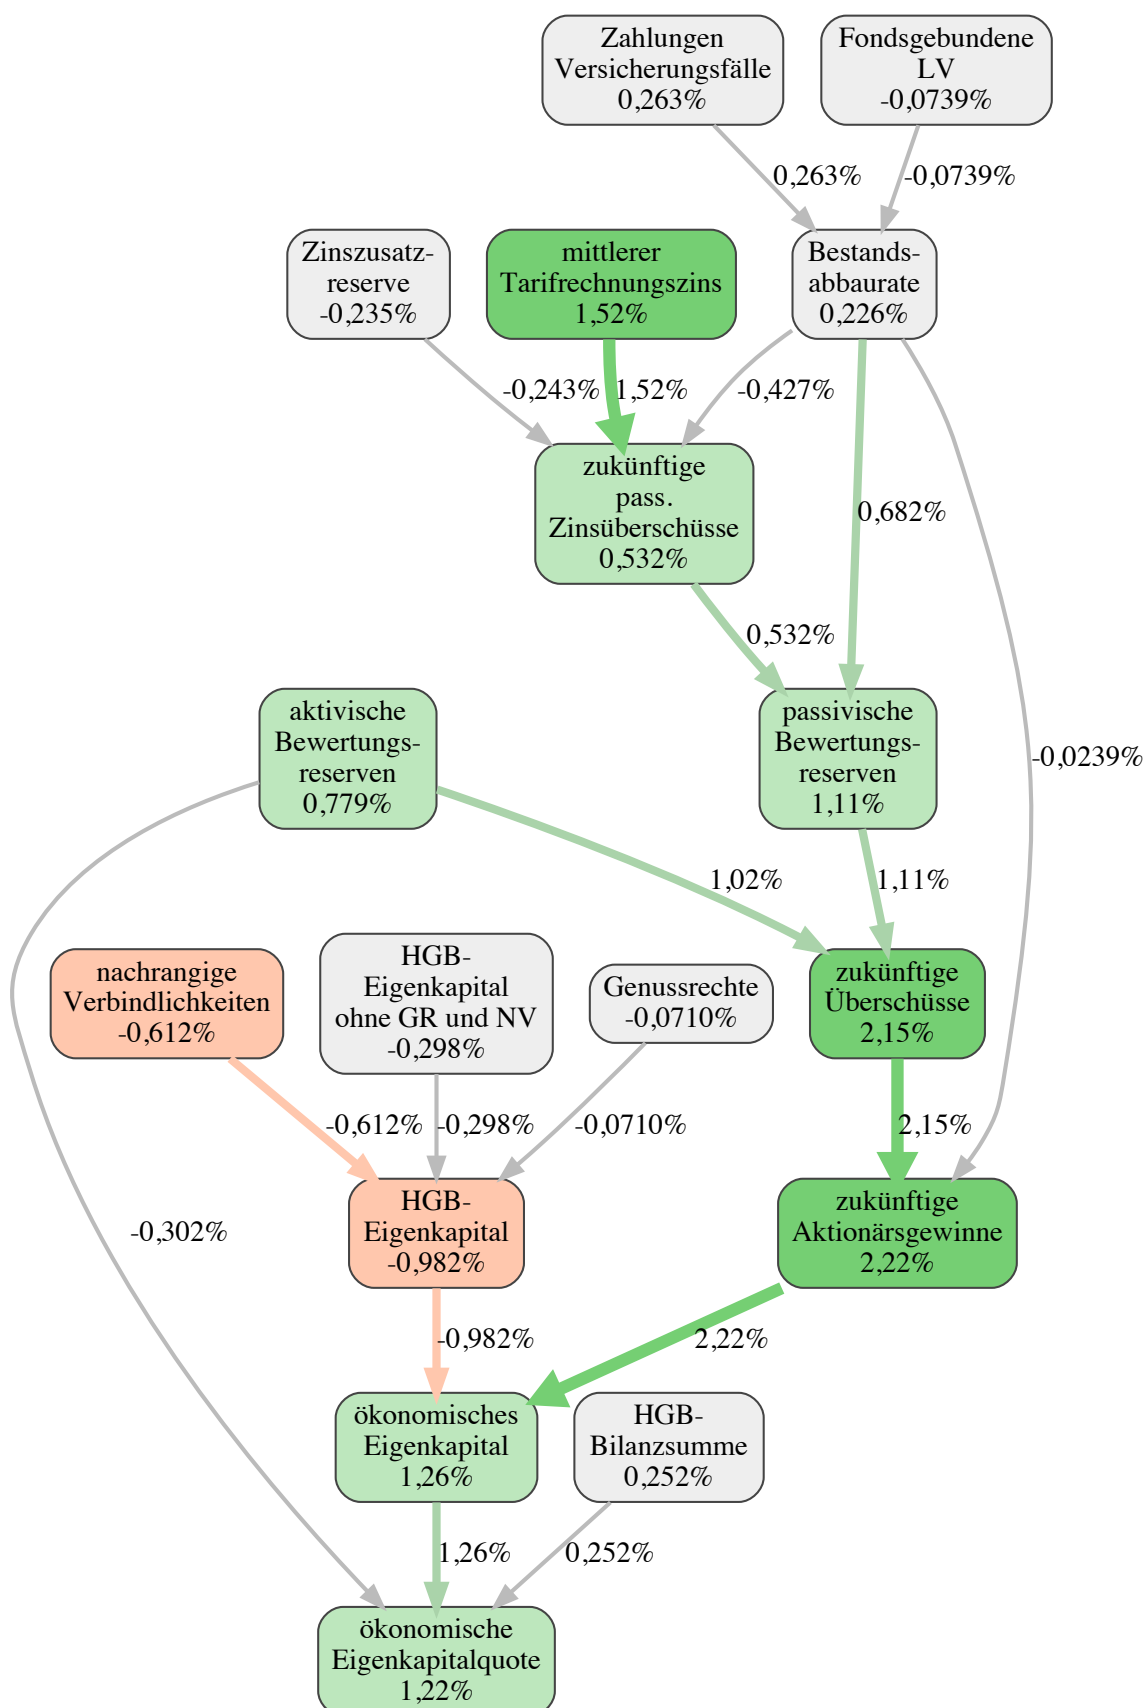 Zahlungen
Versicherungsfälle
0,263%
Fondsgebundene
LV
-0,0739%
0,263%
-0,0739%
Zinszusatz-
reserve
-0,235%
mittlerer
Tarifrechnungszins
1,52%
Bestands-
abbaurate
0,226%
-0,243%
1,52%
-0,427%
zukünftige
pass.
Zinsüberschüsse
0,532%
0,682%
0,532%
aktivische
Bewertungs-
reserven
0,779%
passivische
Bewertungs-
reserven
1,11%
-0,0239%
1,02%
1,11%
nachrangige
Verbindlichkeiten
-0,612%
HGB-
Eigenkapital
ohne GR und NV
-0,298%
Genussrechte
-0,0710%
zukünftige
Überschüsse
2,15%
-0,612%
-0,298%
-0,0710%
2,15%
-0,302%
HGB-
Eigenkapital
-0,982%
zukünftige
Aktionärsgewinne
2,22%
-0,982%
2,22%
ökonomisches
Eigenkapital
1,26%
HGB-
Bilanzsumme
0,252%
1,26%
0,252%
ökonomische
Eigenkapitalquote
1,22%